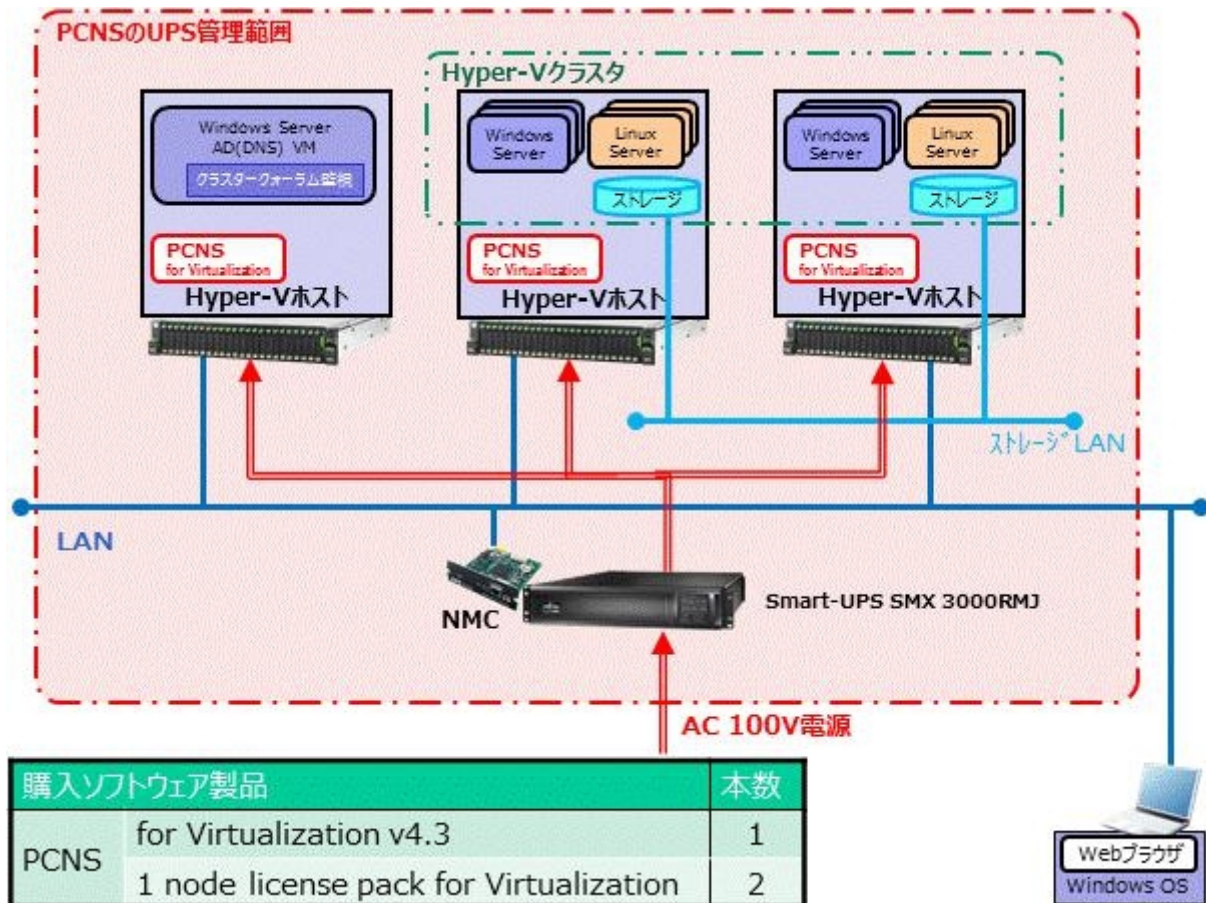 PCNSのUPS管理範囲
Hyper-Vクラスタ
Windows Server
AD(DNS) VM
クラスタークォーラム監視
PCNS
for Virtualization
Hyper-Vホスト
Windows
Server
Linux
Server
ストレージ
PCNS
for Virtualization
Hyper-Vホスト
Windows
Server
Linux
Server
ストレージ
PCNS
for Virtualization
Hyper-Vホスト
ストレージLAN
LAN
NMC
Smart-UPS SMX 3000RMJ
AC 100V電源
購入ソフトウェア製品 本数
PCNS
for Virtualization v4.3 1
1 node license pack for Virtualization 2
Webブラウザ
Windows OS